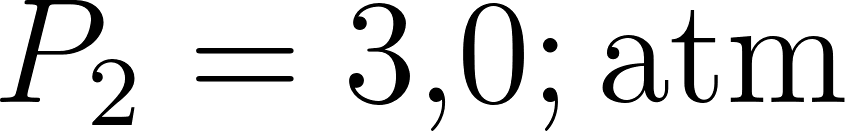 P₂ = 3,0; atm